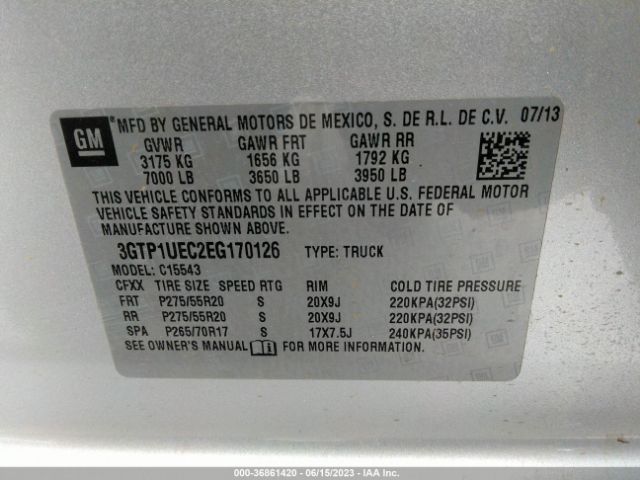 GM ® MFD BY GENERAL MOTORS DE MEXICO, S. DE R.L. DE C.V. 07/13
GVWR GAWR FRT GAWR RR
3175 KG 1656 KG 1792 KG
7000 LB 3650 LB 3950 LB
THIS VEHICLE CONFORMS TO ALL APPLICABLE U.S. FEDERAL MOTOR
VEHICLE SAFETY STANDARDS IN EFFECT ON THE DATE OF
MANUFACTURE SHOWN ABOVE.
3GTP1UEC2EG170126 TYPE: TRUCK
MODEL: C15543
CFXX TIRE SIZE SPEED RTG RIM COLD TIRE PRESSURE
FRT P275/55R20 S 20X9J 220KPA(32PSI)
RR P275/55R20 S 20X9J 220KPA(32PSI)
SPA P265/70R17 S 17X7.5J 240KPA(35PSI)
SEE OWNER'S MANUAL FOR MORE INFORMATION.
000-36861420 - 06/15/2023 - IAAI.com